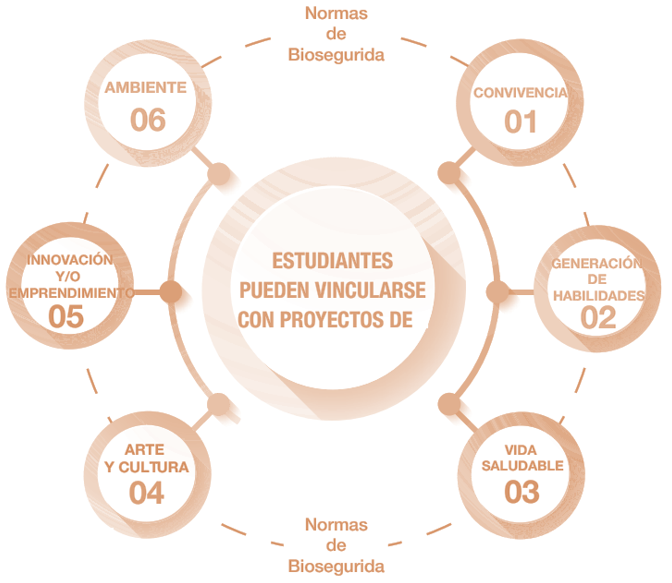 Normas
de
Biosegurida
AMBIENTE
06
CONVIVENCIA
01
INNOVACIÓN
Y/O
EMPRENDIMIENTO
05
ESTUDIANTES
PUEDEN VINCULARSE
CON PROYECTOS DE
GENERACIÓN
DE
HABILIDADES
02
ARTE
Y CULTURA
04
VIDA
SALUDABLE
03
Normas
de
Biosegurida